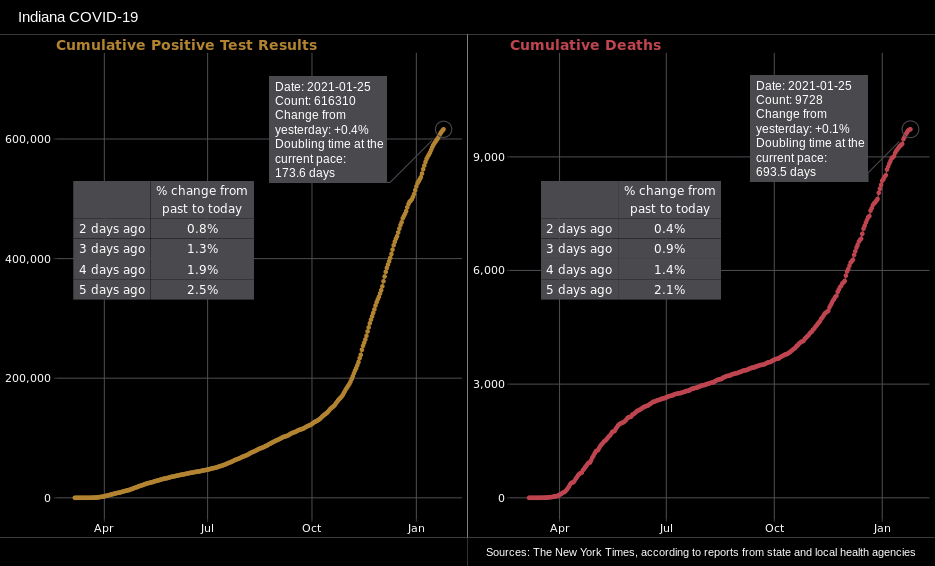 Indiana COVID-19
Cumulative Positive Test Results
Date: 2021-01-25
Count: 616310
Change from
yesterday: +0.4%
Doubling time at the
current pace:
173.6 days
600,000
400,000
200,000
0
% change from
past to today
2 days ago 0.8%
3 days ago 1.3%
4 days ago 1.9%
5 days ago 2.5%
Apr Jul Oct Jan
Cumulative Deaths
Date: 2021-01-25
Count: 9728
Change from
yesterday: +0.1%
Doubling time at the
current pace:
693.5 days
9,000
6,000
3,000
0
% change from
past to today
2 days ago 0.4%
3 days ago 0.9%
4 days ago 1.4%
5 days ago 2.1%
Apr Jul Oct Jan
Sources: The New York Times, according to reports from state and local health agencies